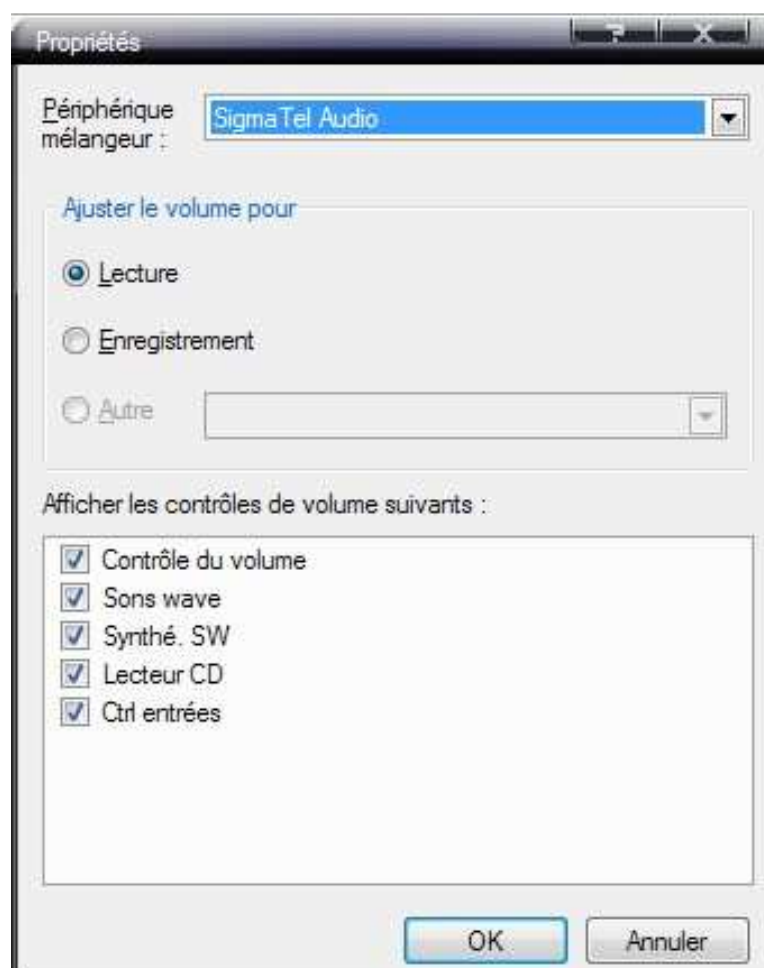 Propriétés
Périphérique
mélangeur :
SigmaTel Audio
Ajuster le volume pour
Lecture
Enregistrement
Autre
Afficher les contrôles de volume suivants :
Contrôle du volume
Sons wave
Synthé. SW
Lecteur CD
Ctrl entrées
OK
Annuler